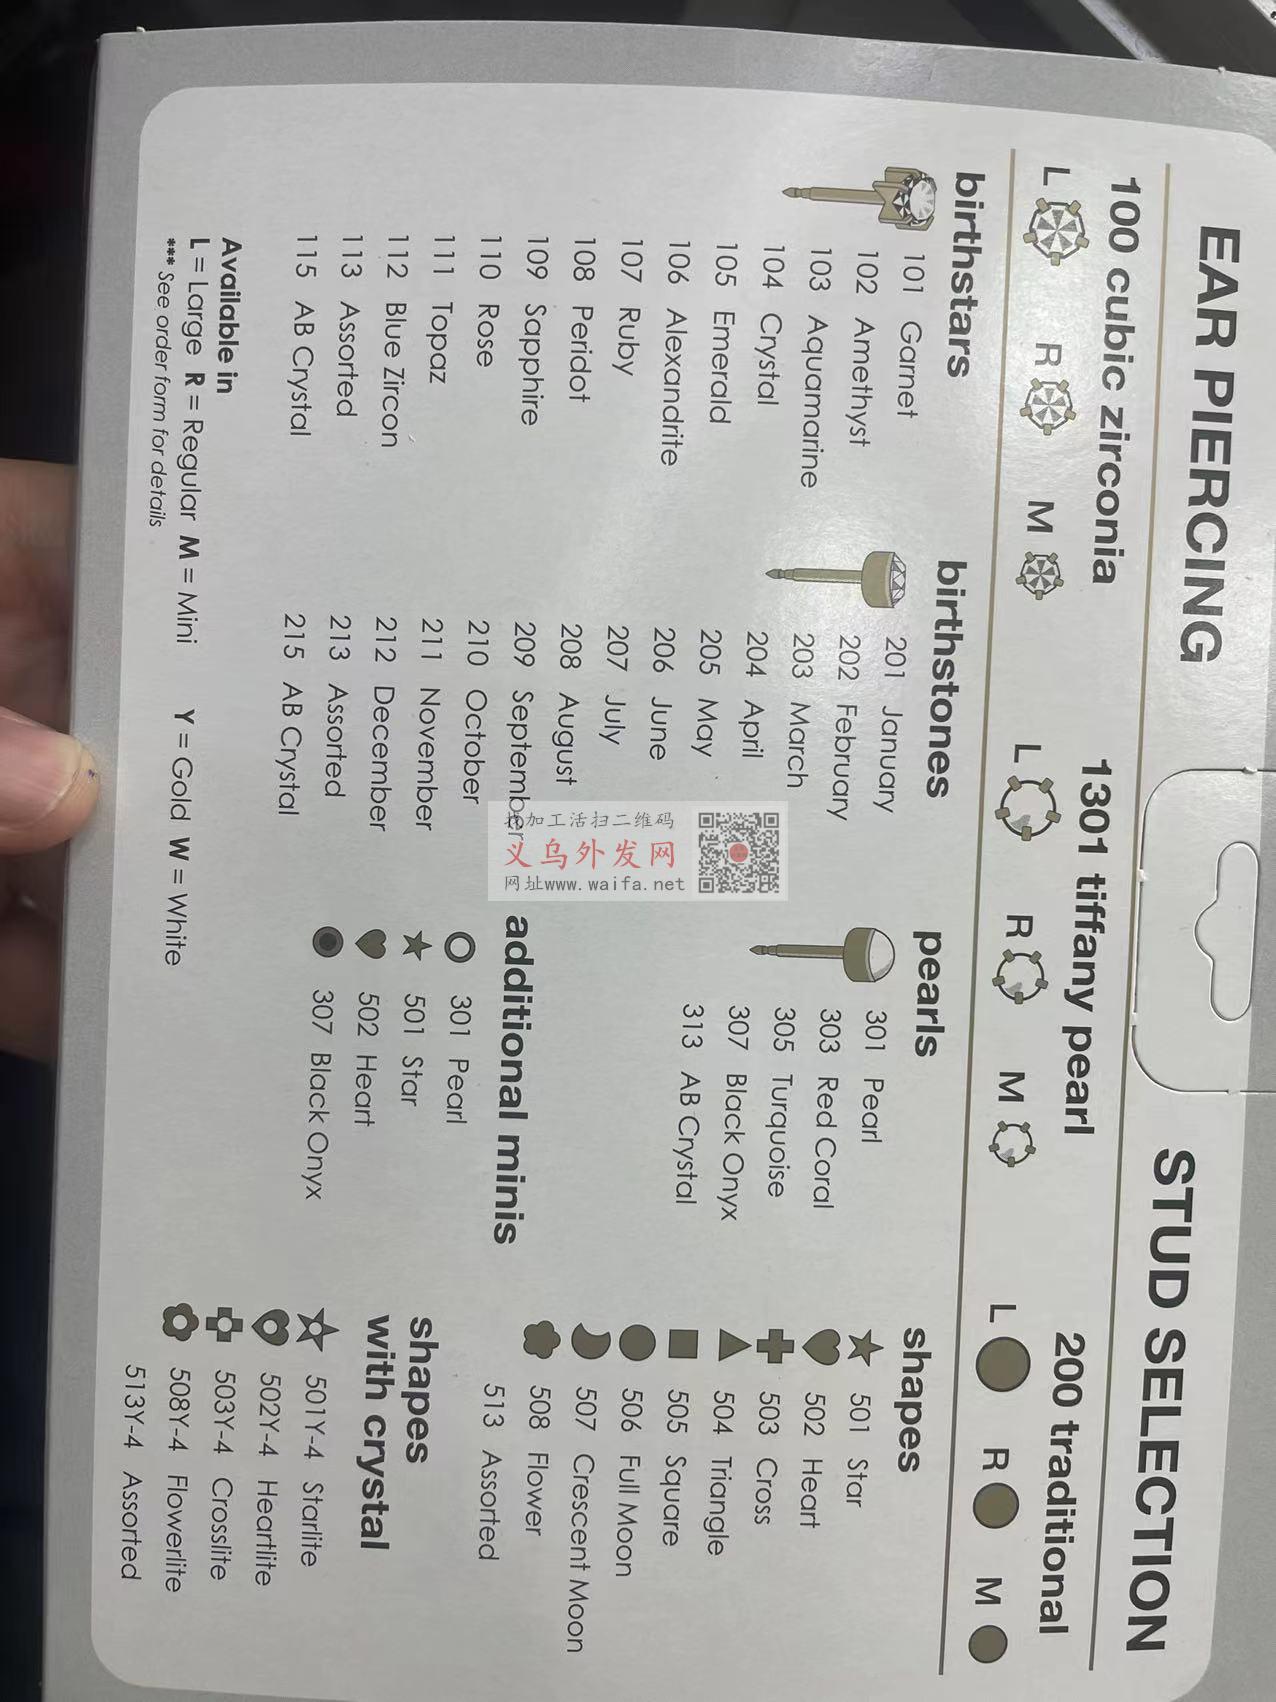 EAR PIERCING STUD SELECTION
100 cubic zirconia
L R M
1301 tiffany pearl
L R M
200 traditional
L R M
birthstars
101 Garnet
102 Amethyst
103 Aquamarine
104 Crystal
105 Emerald
106 Alexandrite
107 Ruby
108 Peridot
109 Sapphire
110 Rose
111 Topaz
112 Blue Zircon
113 Assorted
115 AB Crystal
birthstones
201 January
202 February
203 March
204 April
205 May
206 June
207 July
208 August
209 September
210 October
211 November
212 December
213 Assorted
215 AB Crystal
pearls
301 Pearl
303 Red Coral
305 Turquoise
307 Black Onyx
313 AB Crystal
additional minis
301 Pearl
501 Star
502 Heart
307 Black Onyx
shapes
501 Star
502 Heart
503 Cross
504 Triangle
505 Square
506 Full Moon
507 Crescent Moon
508 Flower
513 Assorted
shapes
with crystal
501Y-4 Starlite
502Y-4 Heartlite
503Y-4 Crosslite
508Y-4 Flowerlite
513Y-4 Assorted
Available in
L = Large R = Regular M = Mini Y = Gold W = White
*** See order form for details
找加工活扫二维码
义乌外发网
网址www.waifa.net